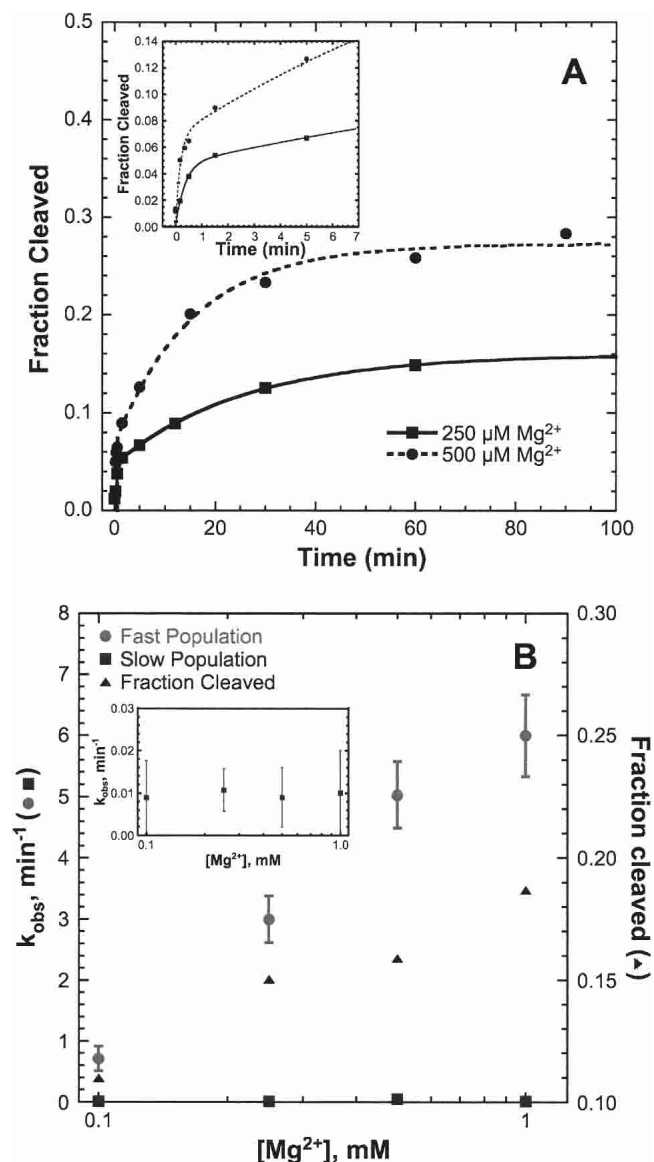 0.5
0.4
0.3
0.2
0.1
0.0
Fraction Cleaved
0.14
0.12
0.10
0.08
0.06
0.04
0.02
0.00
Fraction Cleaved
0 1 2 3 4 5 6 7
Time (min)
A
250 µM Mg²⁺
500 µM Mg²⁺
0 20 40 60 80 100
Time (min)
8
7
6
5
4
3
2
1
0
k_obs, min⁻¹ (● ■)
Fast Population
Slow Population
Fraction Cleaved
B
0.03
0.02
0.01
0.00
k_obs, min⁻¹
0.1 1.0
[Mg²⁺], mM
0.30
0.25
0.20
0.15
0.10
Fraction cleaved (▲)
0.1 1
[Mg²⁺], mM